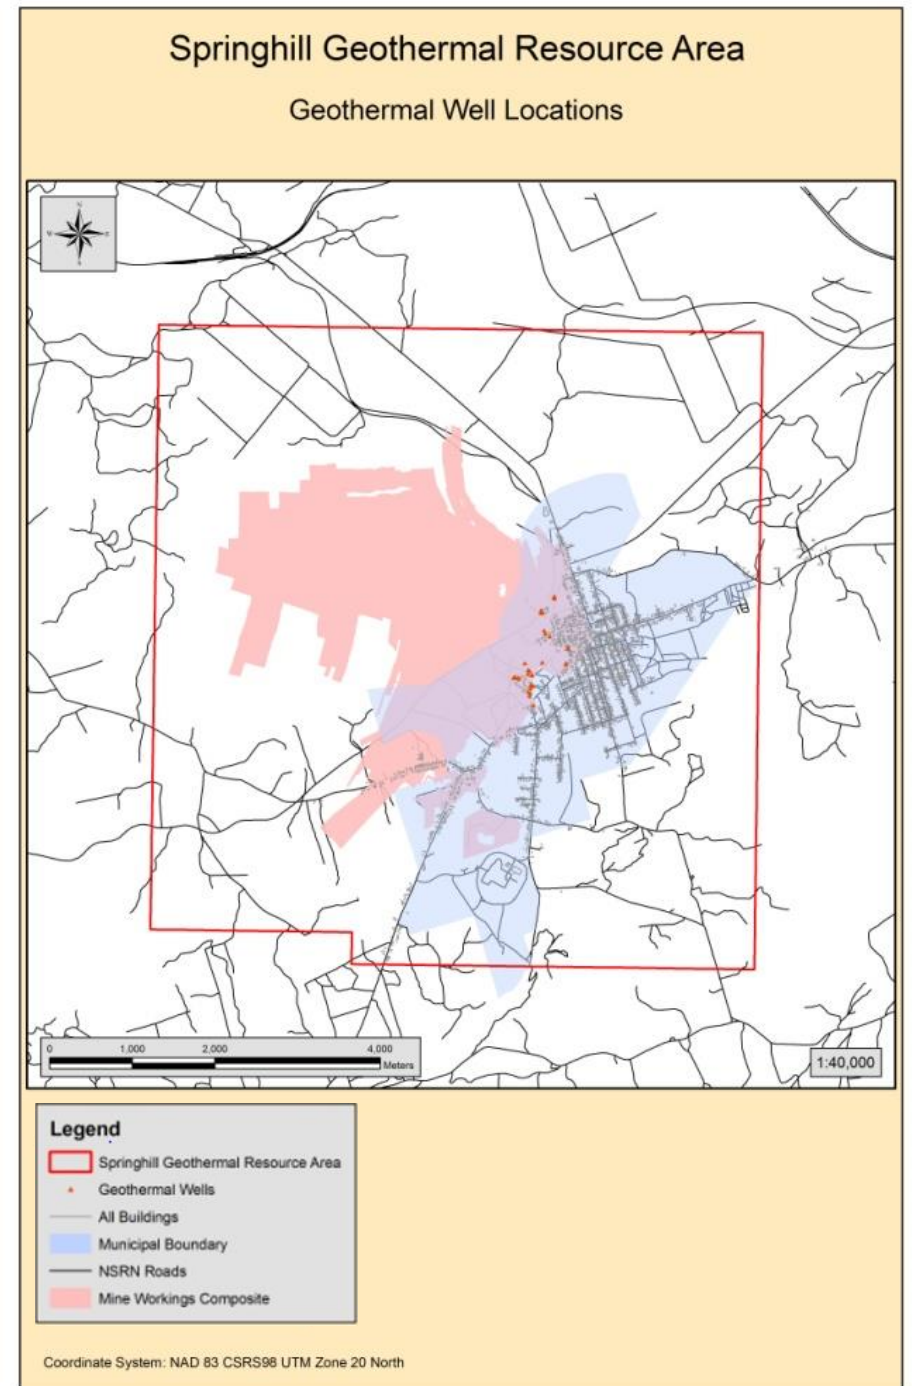 Springhill Geothermal Resource Area
Geothermal Well Locations
N
W E
S
0 1,000 2,000 4,000
Meters
1:40,000
Legend
Springhill Geothermal Resource Area
Geothermal Wells
All Buildings
Municipal Boundary
NSRN Roads
Mine Workings Composite
Coordinate System: NAD 83 CSRS98 UTM Zone 20 North